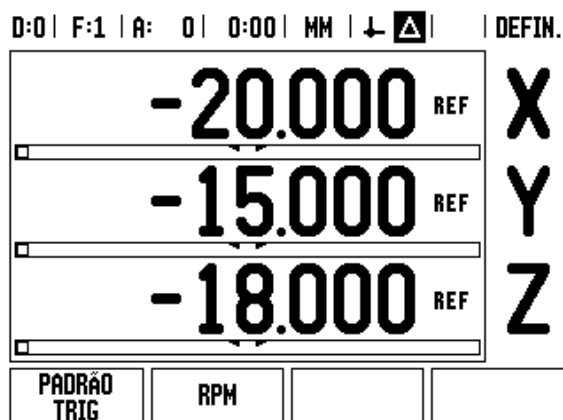 D:0 | F:1 | A: 0 | 0:00 | MM | Δ | | DEFIN.
-20.000 REF X
-15.000 REF Y
-18.000 REF Z
PADRÃO
TRIG
RPM